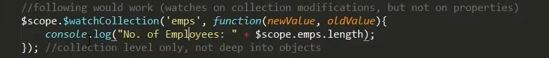 //following would work (watches on collection modifications, but not on properties)
$scope.$watchCollection('emps', function(newValue, oldValue){
console.log("No. of Employees: " + $scope.emps.length);
}); //collection level only, not deep into objects